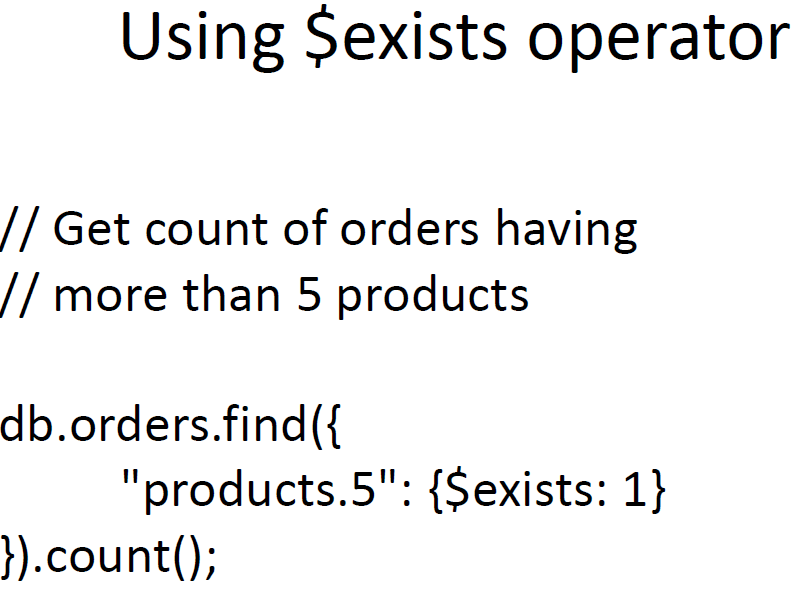 Using $exists operator
// Get count of orders having
// more than 5 products
db.orders.find({
"products.5": {$exists: 1}
}).count();